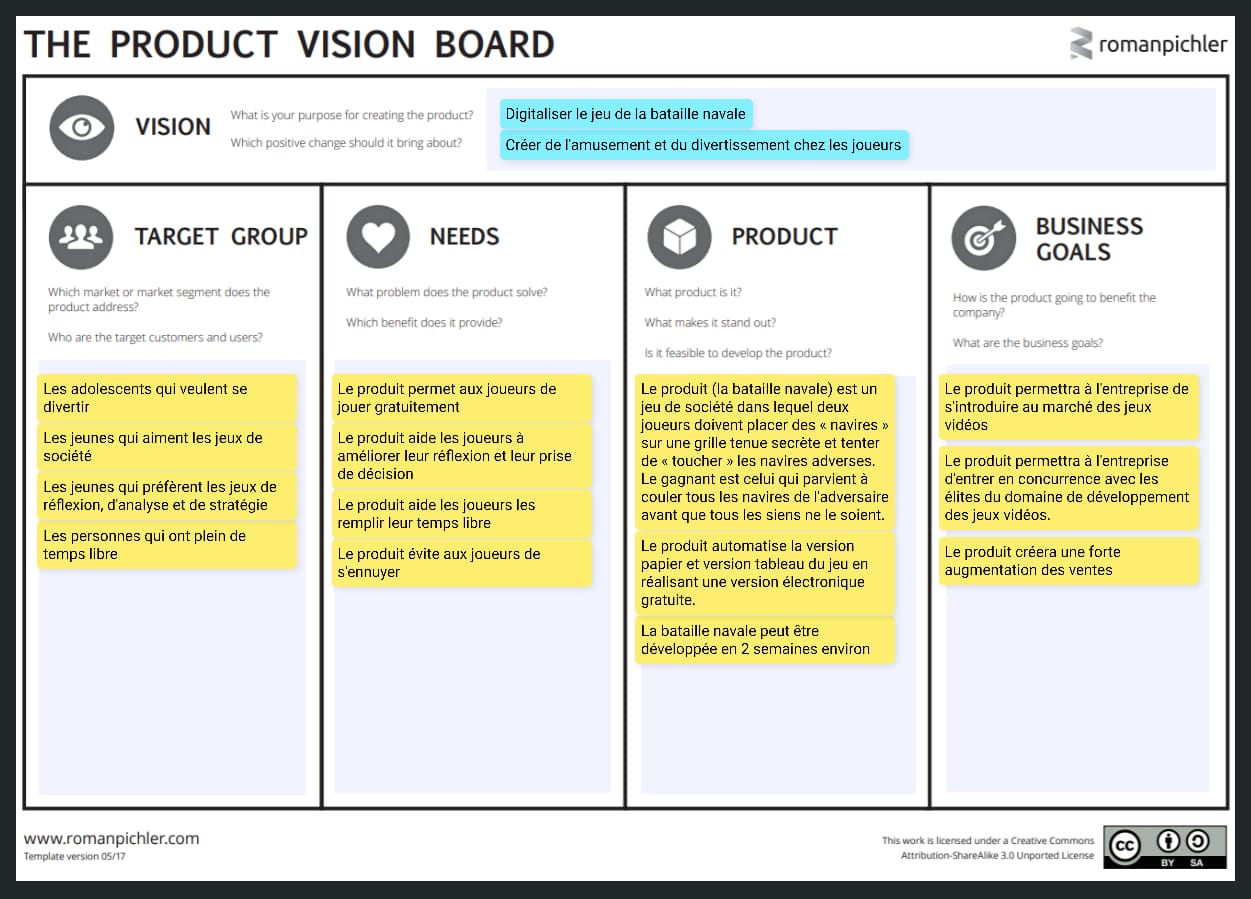 THE PRODUCT VISION BOARD
romanpichler
VISION
What is your purpose for creating the product?
Which positive change should it bring about?
Digitaliser le jeu de la bataille navale
Créer de l'amusement et du divertissement chez les joueurs
TARGET GROUP
Which market or market segment does the
product address?
Who are the target customers and users?
Les adolescents qui veulent se
divertir
Les jeunes qui aiment les jeux de
société
Les jeunes qui préfèrent les jeux de
réflexion, d'analyse et de stratégie
Les personnes qui ont plein de
temps libre
NEEDS
What problem does the product solve?
Which benefit does it provide?
Le produit permet aux joueurs de
jouer gratuitement
Le produit aide les joueurs à
améliorer leur réflexion et leur prise
de décision
Le produit aide les joueurs les
remplir leur temps libre
Le produit évite aux joueurs de
s'ennuyer
PRODUCT
What product is it?
What makes it stand out?
Is it feasible to develop the product?
Le produit (la bataille navale) est un
jeu de société dans lequel deux
joueurs doivent placer des « navires »
sur une grille tenue secrète et tenter
de « toucher » les navires adverses.
Le gagnant est celui qui parvient à
couler tous les navires de l'adversaire
avant que tous les siens ne le soient.
Le produit automatise la version
papier et version tableau du jeu en
réalisant une version électronique
gratuite.
La bataille navale peut être
développée en 2 semaines environ
BUSINESS
GOALS
How is the product going to benefit the
company?
What are the business goals?
Le produit permettra à l'entreprise de
s'introduire au marché des jeux
vidéos
Le produit permettra à l'entreprise
d'entrer en concurrence avec les
élites du domaine de développement
des jeux vidéos.
Le produit créera une forte
augmentation des ventes
www.romanpichler.com
Template version 05/17
This work is licensed under a Creative Commons
Attribution-ShareAlike 3.0 Unported License
cc
BY SA